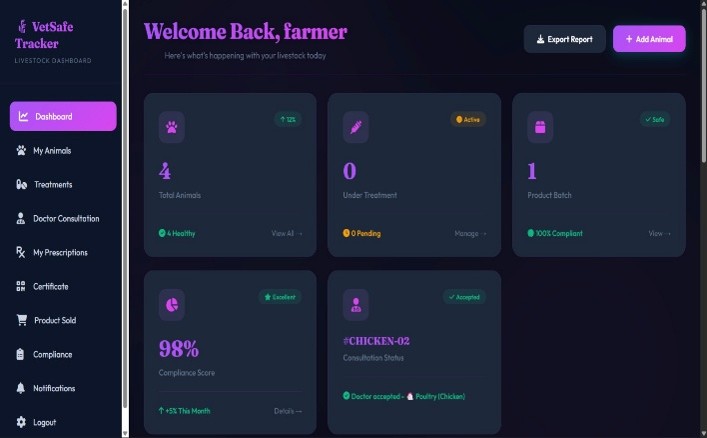 VetSafe
Tracker
LIVESTOCK DASHBOARD
Dashboard
My Animals
Treatments
Doctor Consultation
My Prescriptions
Certificate
Product Sold
Compliance
Notifications
Logout
Welcome Back, farmer
Here's what's happening with your livestock today
Export Report
+ Add Animal
↑ 12%
4
Total Animals
4 Healthy
View All →
Active
0
Under Treatment
0 Pending
Manage →
✓ Safe
1
Product Batch
100% Compliant
View →
★ Excellent
98%
Compliance Score
↑ +5% This Month
Details →
✓ Accepted
#CHICKEN-02
Consultation Status
Doctor accepted - 🐔 Poultry (Chicken)